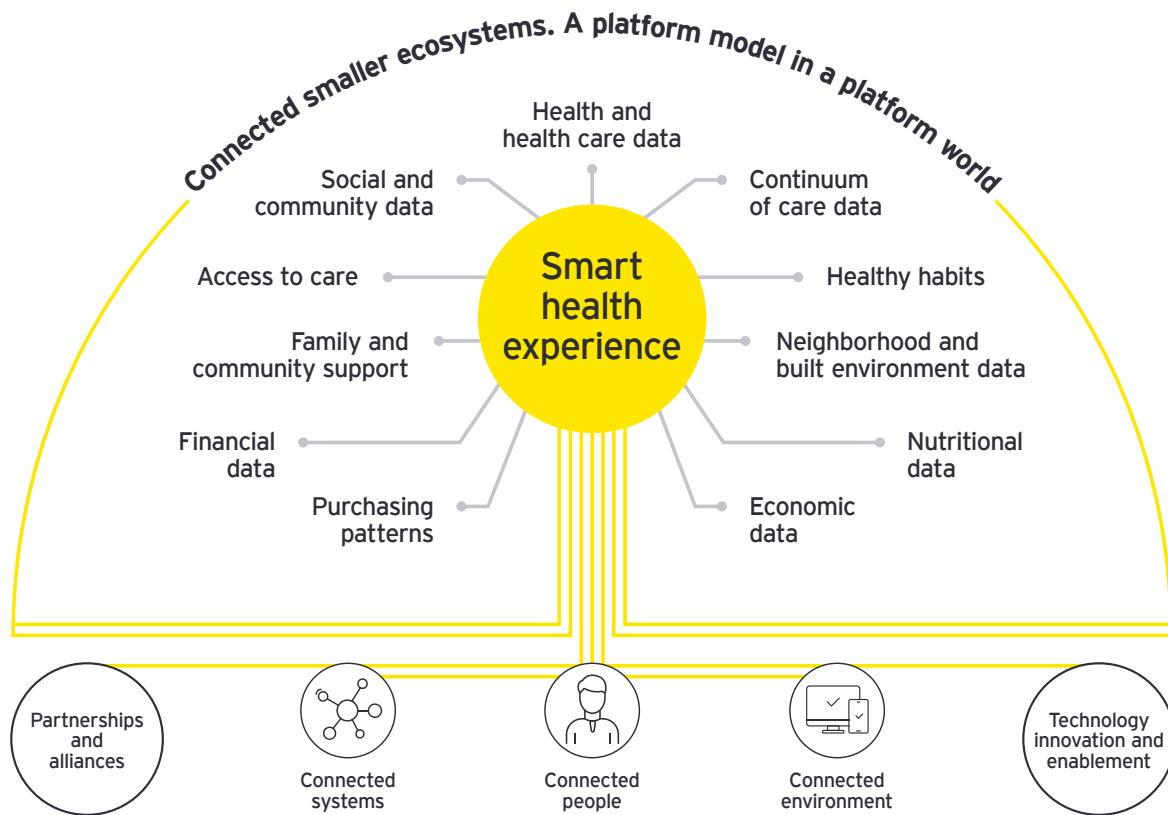 Connected smaller ecosystems. A platform model in a platform world
Health and
health care data
Social and
community data
Continuum
of care data
Access to care
Smart
health
experience
Healthy habits
Family and
community support
Neighborhood and
built environment data
Financial
data
Nutritional
data
Purchasing
patterns
Economic
data
Partnerships
and
alliances
Connected
systems
Connected
people
Connected
environment
Technology
innovation and
enablement